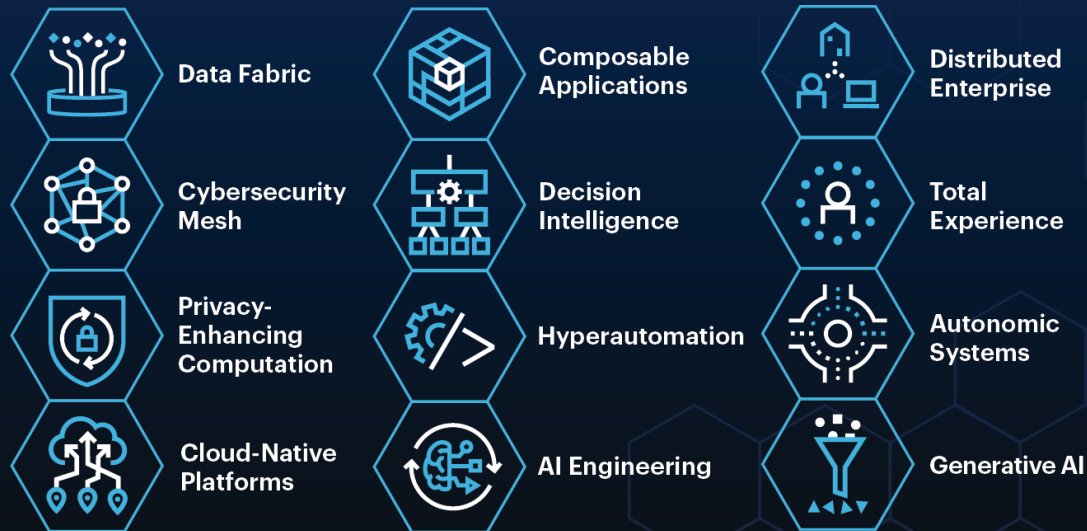 Data Fabric
Cybersecurity
Mesh
Privacy-
Enhancing
Computation
Cloud-Native
Platforms
Composable
Applications
Decision
Intelligence
Hyperautomation
AI Engineering
Distributed
Enterprise
Total
Experience
Autonomic
Systems
Generative AI